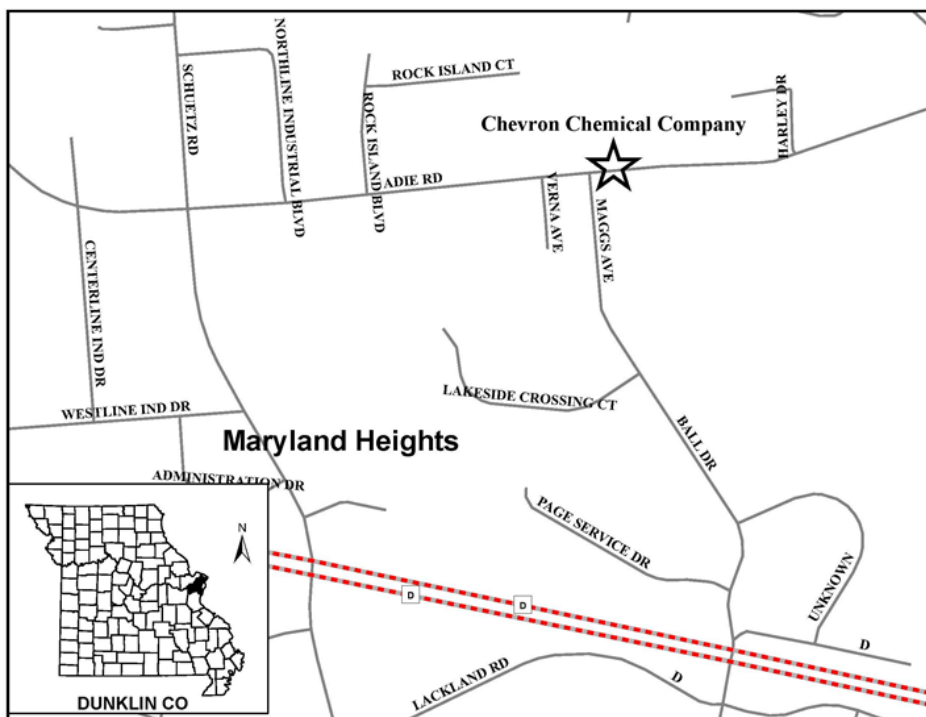 ROCK ISLAND CT
NORTHLINE INDUSTRIAL BLVD
SCHUETZ RD
ROCK ISLAND BLVD
HARLEY DR
Chevron Chemical Company
ADIE RD
VERNA AVE
MAGGS AVE
CENTERLINE IND DR
LAKESIDE CROSSING CT
WESTLINE IND DR
Maryland Heights
BALL DR
ADMINISTRATION DR
PAGE SERVICE DR
N
UNKNOWN
D
D
D
LACKLAND RD
D
DUNKLIN CO